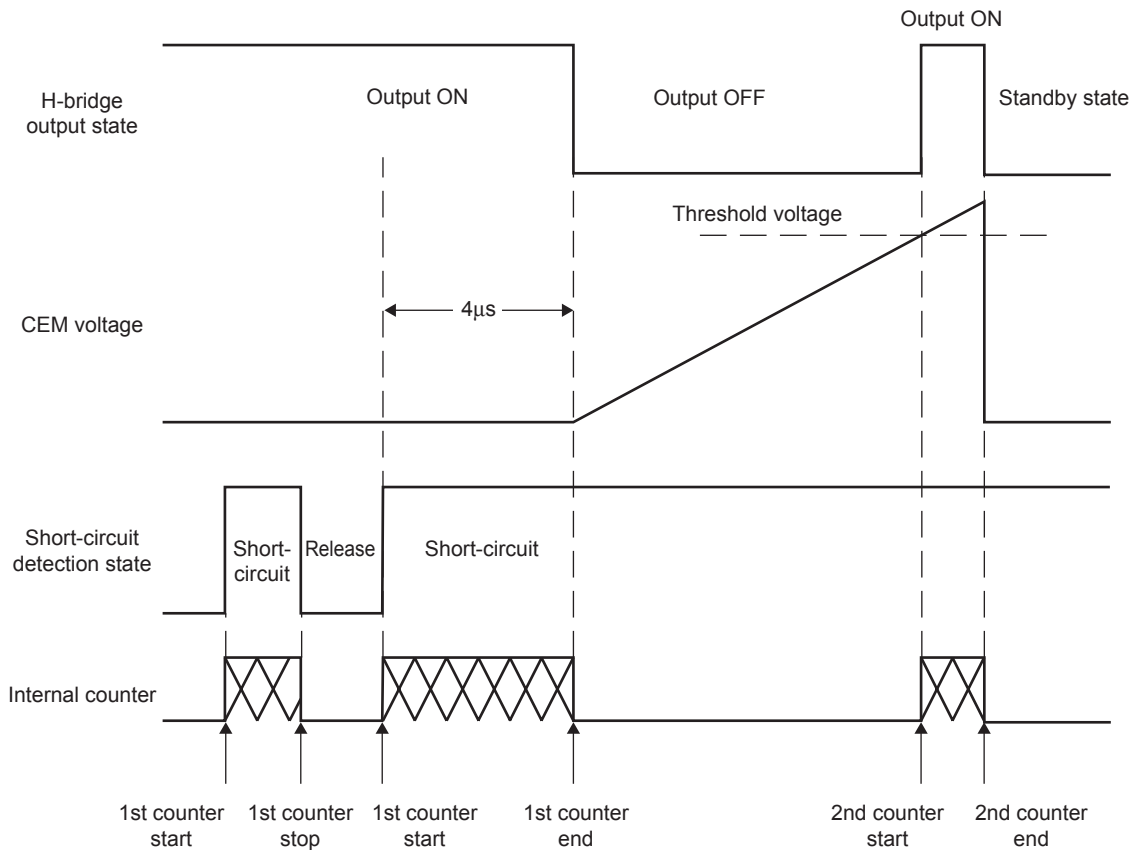 Output ON
H-bridge
output state
Output ON
Output OFF
Standby state
Threshold voltage
CEM voltage
4μs
Short-circuit
detection state
Short-
circuit
Release
Short-circuit
Internal counter
1st counter
start
1st counter
stop
1st counter
start
1st counter
end
2nd counter
start
2nd counter
end